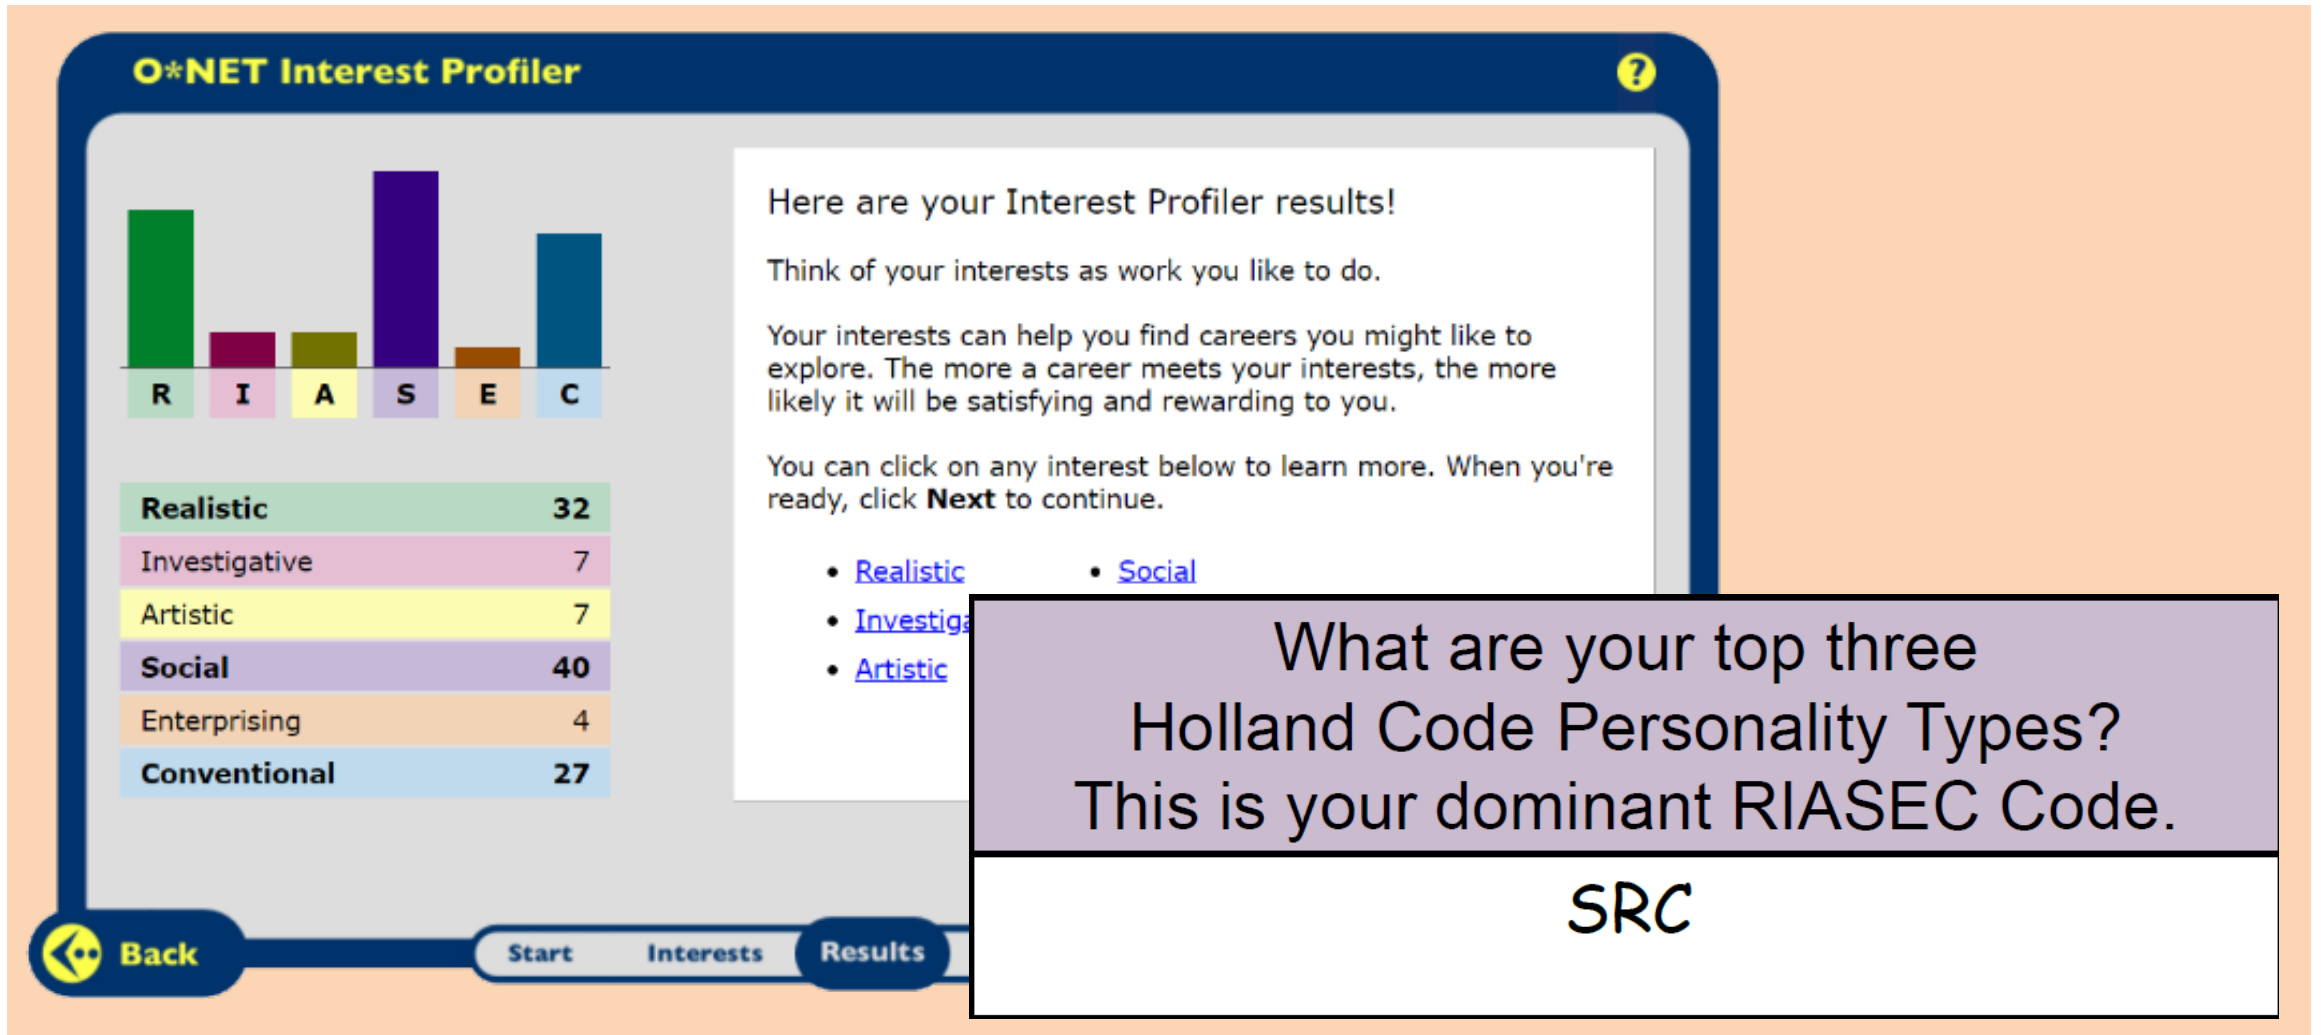 O*NET Interest Profiler
?
R I A S E C
Realistic 32
Investigative 7
Artistic 7
Social 40
Enterprising 4
Conventional 27
Here are your Interest Profiler results!
Think of your interests as work you like to do.
Your interests can help you find careers you might like to
explore. The more a career meets your interests, the more
likely it will be satisfying and rewarding to you.
You can click on any interest below to learn more. When you're
ready, click Next to continue.
• Realistic
• Investiga
• Artistic
• Social
What are your top three
Holland Code Personality Types?
This is your dominant RIASEC Code.
SRC
Back
Start Interests Results